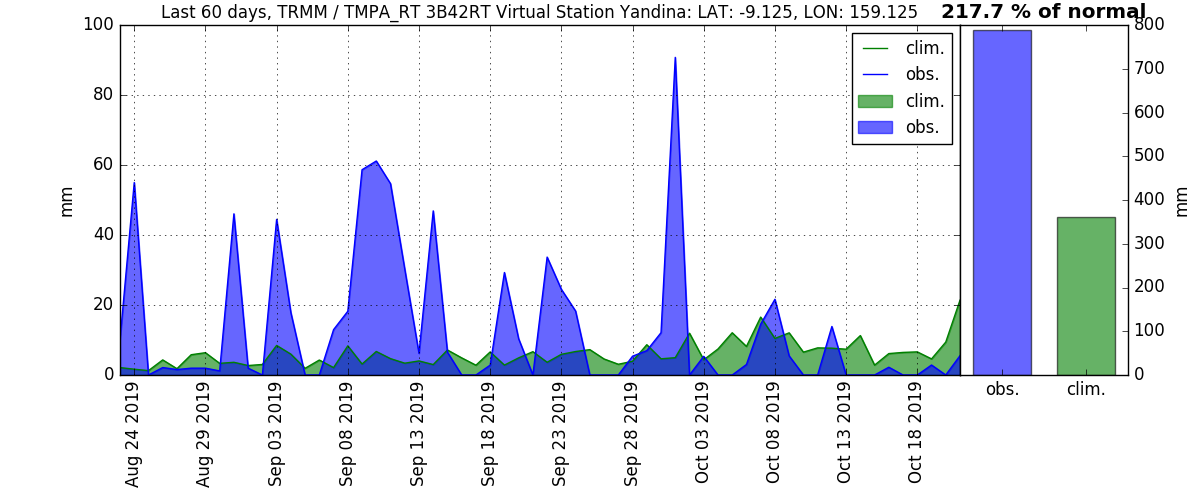 Last 60 days, TRMM / TMPA_RT 3B42RT Virtual Station Yandina: LAT: -9.125, LON: 159.125
217.7 % of normal
100
80
60
40
20
0
mm
clim.
obs.
clim.
obs.
Aug 24 2019
Aug 29 2019
Sep 03 2019
Sep 08 2019
Sep 13 2019
Sep 18 2019
Sep 23 2019
Sep 28 2019
Oct 03 2019
Oct 08 2019
Oct 13 2019
Oct 18 2019
800
700
600
500
400
300
200
100
0
mm
obs.
clim.